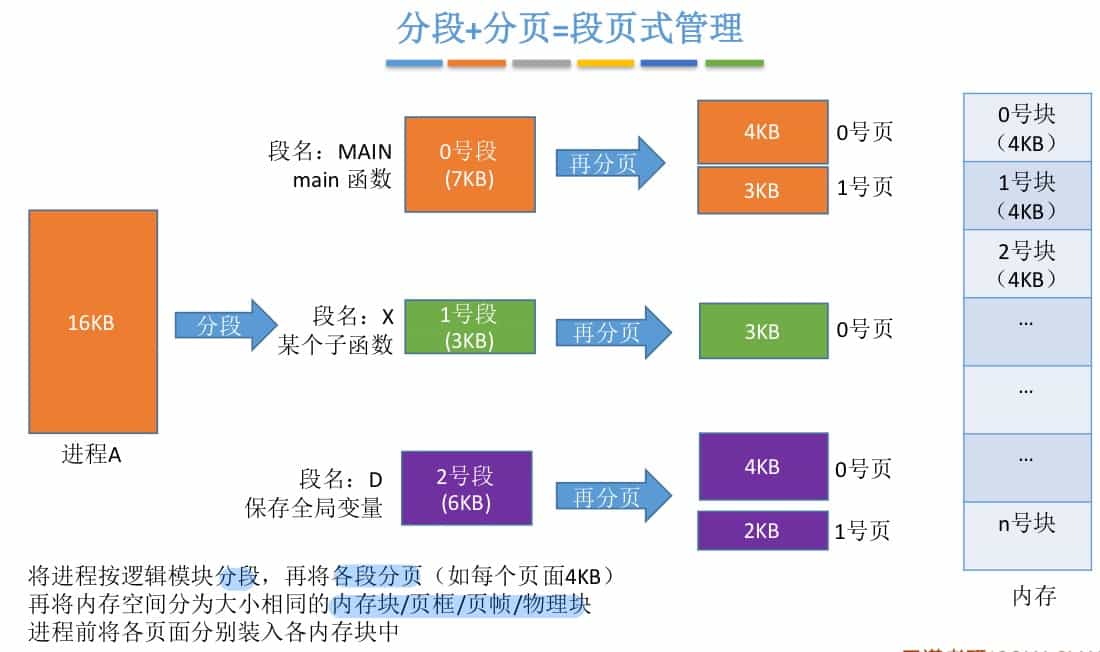 分段+分页=段页式管理
段名：MAIN
main 函数
0号段
(7KB)
再分页
4KB
0号页
3KB
1号页
16KB
进程A
分段
段名：X
某个子函数
1号段
(3KB)
再分页
3KB
0号页
段名：D
保存全局变量
2号段
(6KB)
再分页
4KB
0号页
2KB
1号页
0号块
（4KB）
1号块
（4KB）
2号块
（4KB）
...
...
...
n号块
内存
将进程按逻辑模块分段，再将各段分页（如每个页面4KB）
再将内存空间分为大小相同的内存块/页框/页帧/物理块
进程前将各页面分别装入各内存块中